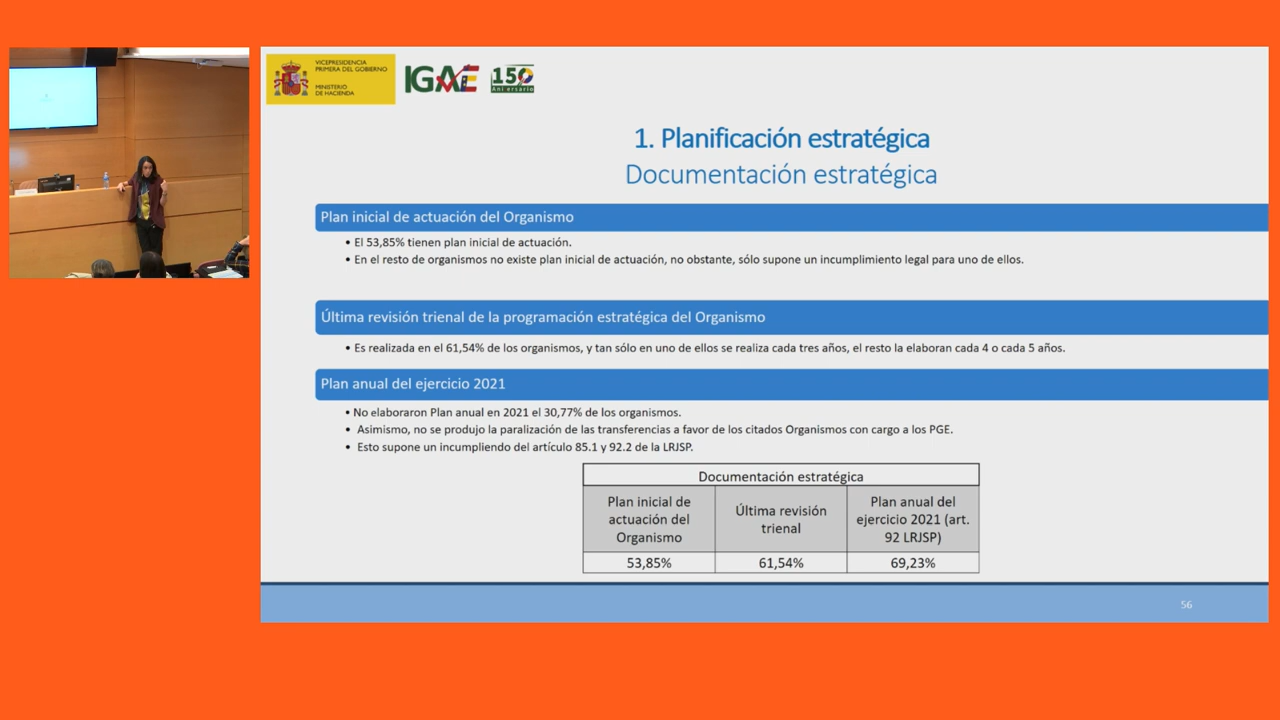 VICEPRESIDENCIA
PRIMERA DEL GOBIERNO
MINISTERIO
DE HACIENDA
IGAE
150
Aniversario
1. Planificación estratégica
Documentación estratégica
Plan inicial de actuación del Organismo
• El 53,85% tienen plan inicial de actuación.
• En el resto de organismos no existe plan inicial de actuación, no obstante, sólo supone un incumplimiento legal para uno de ellos.
Última revisión trienal de la programación estratégica del Organismo
• Es realizada en el 61,54% de los organismos, y tan sólo en uno de ellos se realiza cada tres años, el resto la elaboran cada 4 o cada 5 años.
Plan anual del ejercicio 2021
• No elaboraron Plan anual en 2021 el 30,77% de los organismos.
• Asimismo, no se produjo la paralización de las transferencias a favor de los citados Organismos con cargo a los PGE.
• Esto supone un incumpliendo del artículo 85.1 y 92.2 de la LRJSP.
Documentación estratégica
Plan inicial de
actuación del
Organismo
Última revisión
trienal
Plan anual del
ejercicio 2021 (art.
92 LRJSP)
53,85%
61,54%
69,23%
56